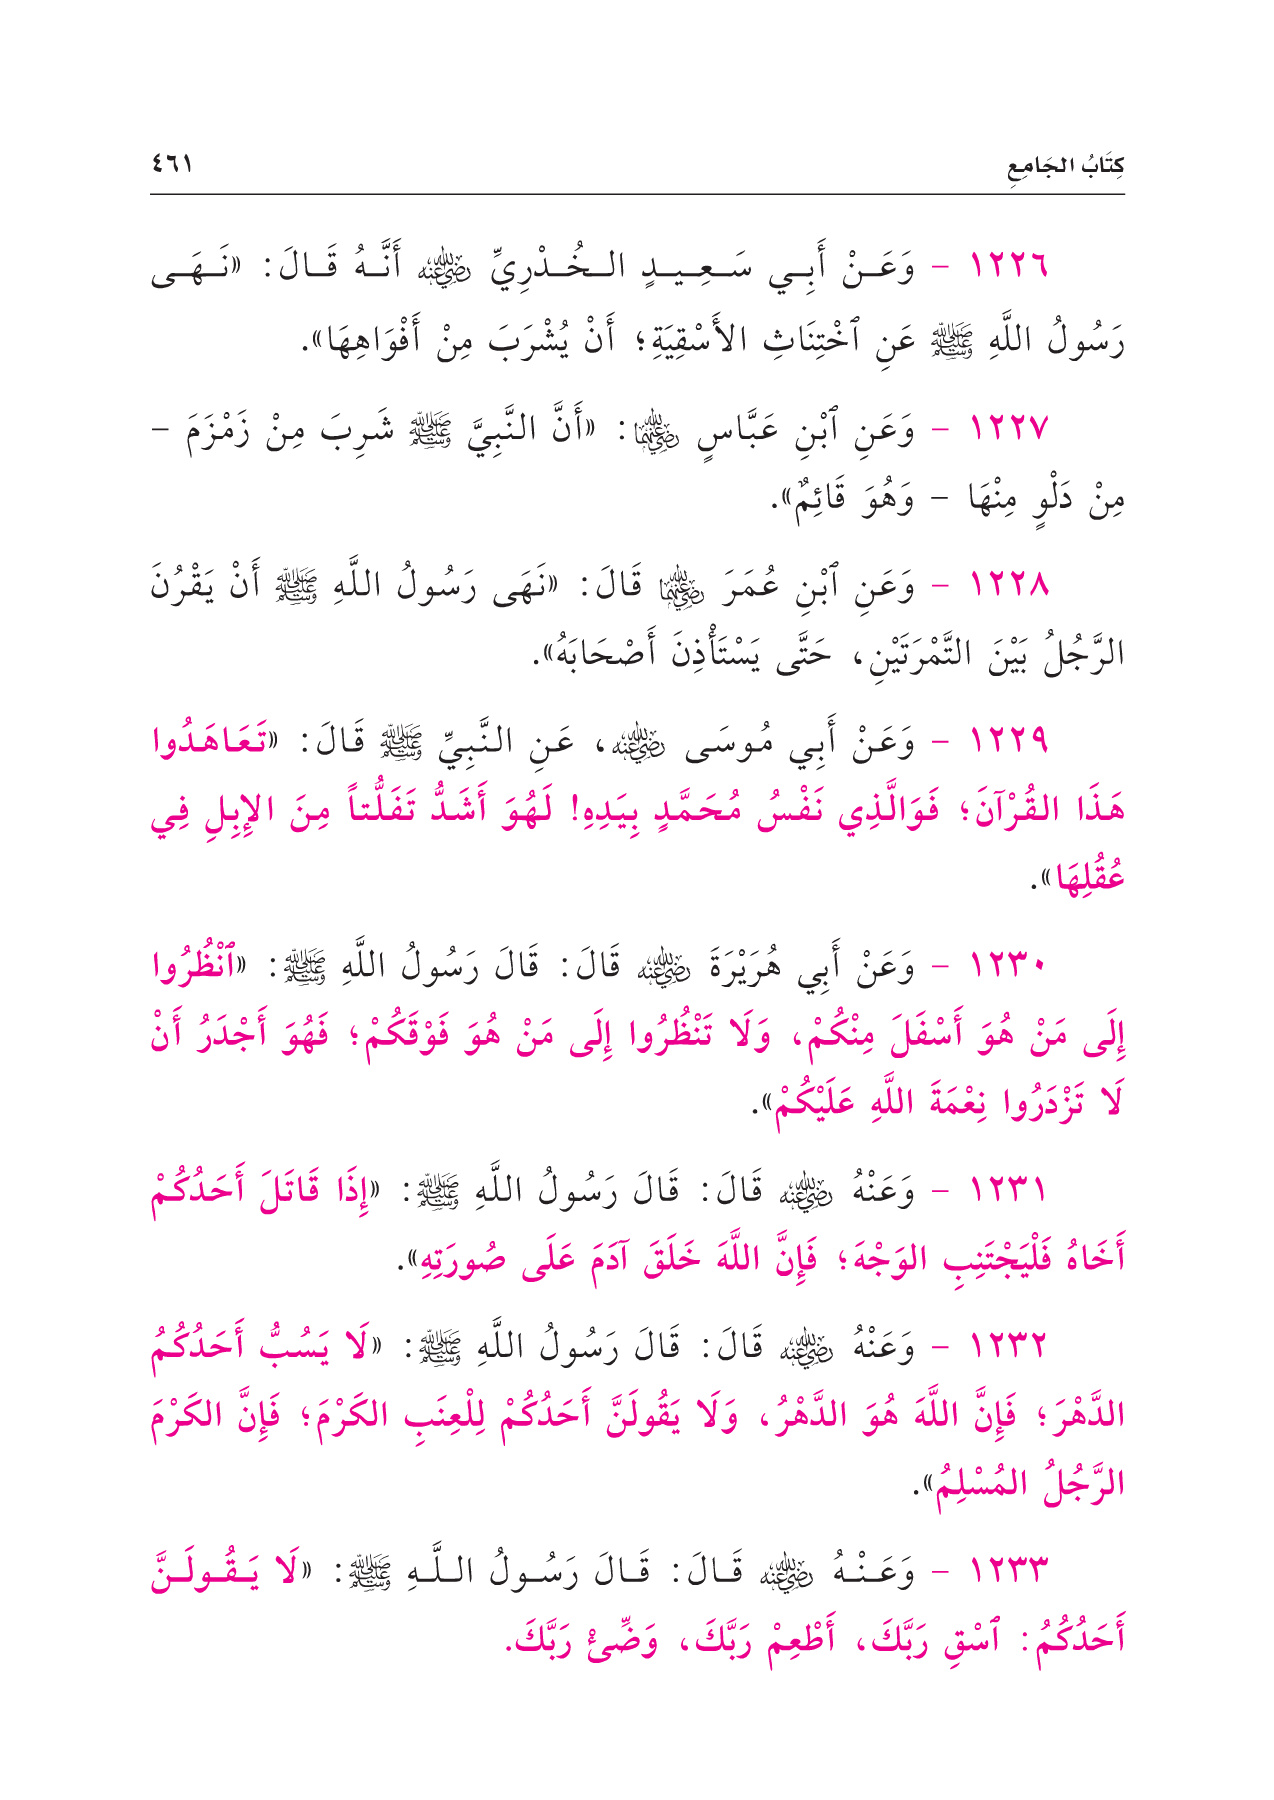 كِتَابُ الجَامِعِ ٤٦١
١٢٢٦ - وَعَنْ أَبِي سَعِيدٍ الخُدْرِيِّ رضي الله عنه أَنَّهُ قَالَ: «نَهَى
رَسُولُ اللَّهِ ﷺ عَنِ ٱخْتِنَاثِ الأَسْقِيَةِ؛ أَنْ يُشْرَبَ مِنْ أَفْوَاهِهَا».
١٢٢٧ - وَعَنِ ٱبْنِ عَبَّاسٍ رضي الله عنهما: «أَنَّ النَّبِيَّ ﷺ شَرِبَ مِنْ زَمْزَمَ -
مِنْ دَلْوٍ مِنْهَا - وَهُوَ قَائِمٌ».
١٢٢٨ - وَعَنِ ٱبْنِ عُمَرَ رضي الله عنهما قَالَ: «نَهَى رَسُولُ اللَّهِ ﷺ أَنْ يَقْرُنَ
الرَّجُلُ بَيْنَ التَّمْرَتَيْنِ، حَتَّى يَسْتَأْذِنَ أَصْحَابَهُ».
١٢٢٩ - وَعَنْ أَبِي مُوسَى رضي الله عنه، عَنِ النَّبِيِّ ﷺ قَالَ: «تَعَاهَدُوا
هَذَا القُرْآنَ؛ فَوَالَّذِي نَفْسُ مُحَمَّدٍ بِيَدِهِ! لَهُوَ أَشَدُّ تَفَلُّتاً مِنَ الإِبِلِ فِي
عُقُلِهَا».
١٢٣٠ - وَعَنْ أَبِي هُرَيْرَةَ رضي الله عنه قَالَ: قَالَ رَسُولُ اللَّهِ ﷺ: «ٱنْظُرُوا
إِلَى مَنْ هُوَ أَسْفَلَ مِنْكُمْ، وَلَا تَنْظُرُوا إِلَى مَنْ هُوَ فَوْقَكُمْ؛ فَهُوَ أَجْدَرُ أَنْ
لَا تَزْدَرُوا نِعْمَةَ اللَّهِ عَلَيْكُمْ».
١٢٣١ - وَعَنْهُ رضي الله عنه قَالَ: قَالَ رَسُولُ اللَّهِ ﷺ: «إِذَا قَاتَلَ أَحَدُكُمْ
أَخَاهُ فَلْيَجْتَنِبِ الوَجْهَ؛ فَإِنَّ اللَّهَ خَلَقَ آدَمَ عَلَى صُورَتِهِ».
١٢٣٢ - وَعَنْهُ رضي الله عنه قَالَ: قَالَ رَسُولُ اللَّهِ ﷺ: «لَا يَسُبُّ أَحَدُكُمُ
الدَّهْرَ؛ فَإِنَّ اللَّهَ هُوَ الدَّهْرُ، وَلَا يَقُولَنَّ أَحَدُكُمْ لِلْعِنَبِ الكَرْمَ؛ فَإِنَّ الكَرْمَ
الرَّجُلُ المُسْلِمُ».
١٢٣٣ - وَعَنْهُ رضي الله عنه قَالَ: قَالَ رَسُولُ اللَّهِ ﷺ: «لَا يَقُولَنَّ
أَحَدُكُمُ: ٱسْقِ رَبَّكَ، أَطْعِمْ رَبَّكَ، وَضِّئْ رَبَّكَ.